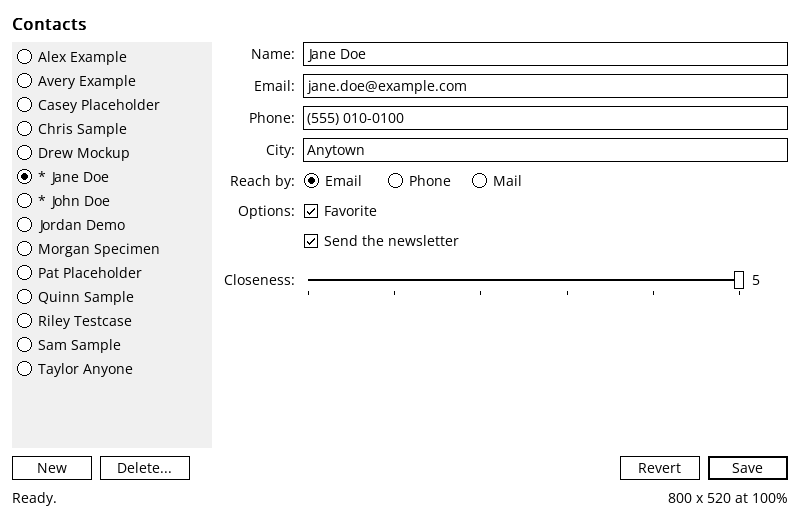 Contacts
Alex Example
Avery Example
Casey Placeholder
Chris Sample
Drew Mockup
* Jane Doe
* John Doe
Jordan Demo
Morgan Specimen
Pat Placeholder
Quinn Sample
Riley Testcase
Sam Sample
Taylor Anyone
Name: Jane Doe
Email: jane.doe@example.com
Phone: (555) 010-0100
City: Anytown
Reach by: Email Phone Mail
Options: Favorite
Send the newsletter
Closeness: 5
New Delete... Revert Save
Ready. 800 x 520 at 100%